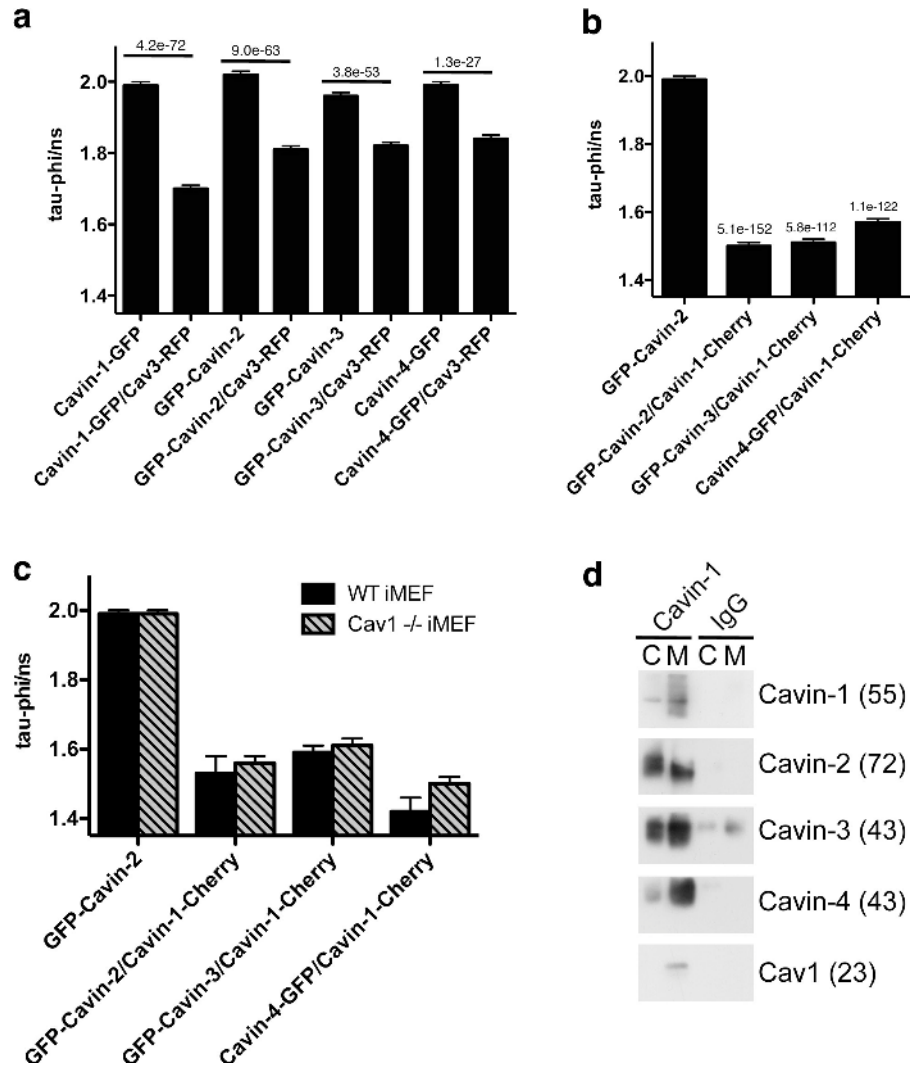 a
4.2e-72
9.0e-63
3.8e-53
1.3e-27
tau-phi/ns
2.0
1.8
1.6
1.4
Cavin-1-GFP
Cavin-1-GFP/Cav3-RFP
GFP-Cavin-2
GFP-Cavin-2/Cav3-RFP
GFP-Cavin-3
GFP-Cavin-3/Cav3-RFP
Cavin-4-GFP
Cavin-4-GFP/Cav3-RFP
b
tau-phi/ns
2.0
1.8
1.6
1.4
5.1e-152
5.8e-112
1.1e-122
GFP-Cavin-2
GFP-Cavin-2/Cavin-1-Cherry
GFP-Cavin-3/Cavin-1-Cherry
Cavin-4-GFP/Cavin-1-Cherry
c
WT iMEF
Cav1 -/- iMEF
tau-phi/ns
2.0
1.8
1.6
1.4
GFP-Cavin-2
GFP-Cavin-2/Cavin-1-Cherry
GFP-Cavin-3/Cavin-1-Cherry
Cavin-4-GFP/Cavin-1-Cherry
d
Cavin-1
IgG
C M C M
Cavin-1 (55)
Cavin-2 (72)
Cavin-3 (43)
Cavin-4 (43)
Cav1 (23)